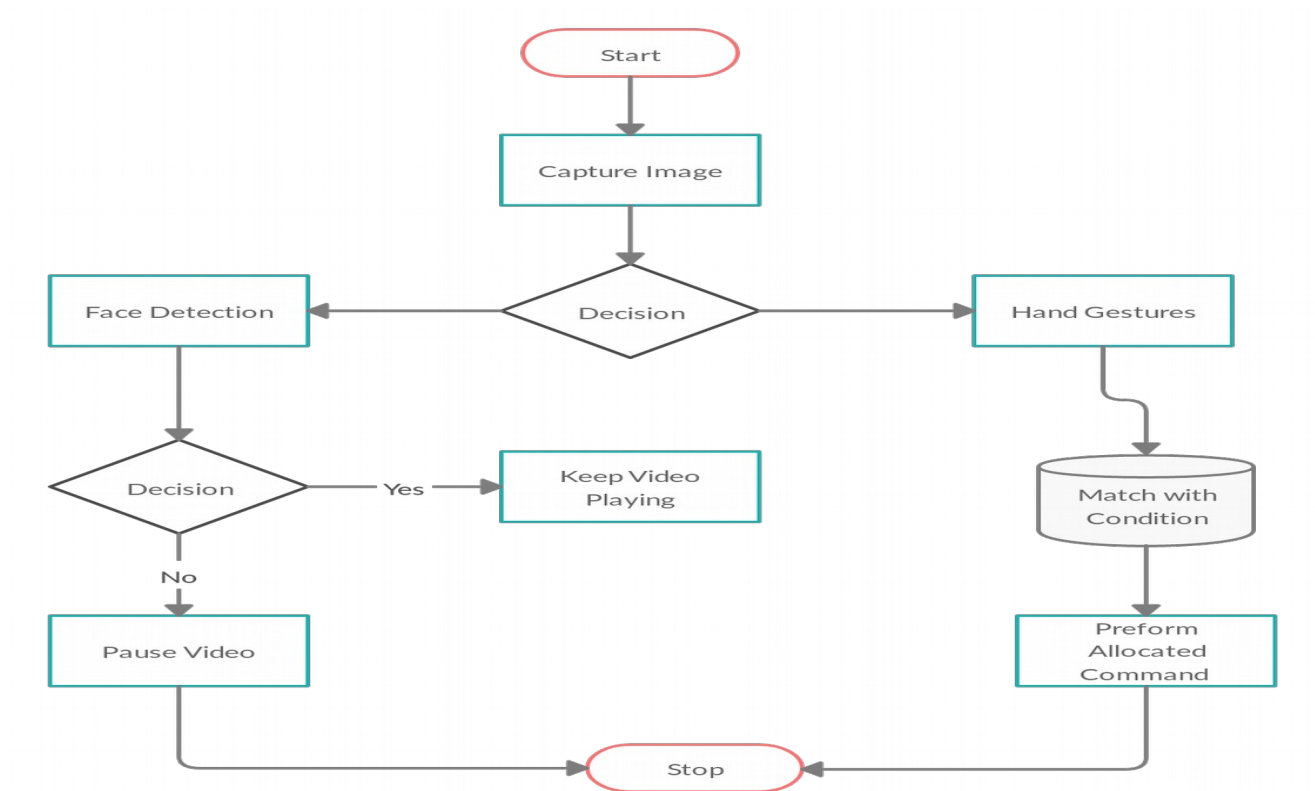 Start
Capture Image
Face Detection
Decision
Hand Gestures
Decision
Yes
Keep Video
Playing
Match with
Condition
No
Pause Video
Preform
Allocated
Command
Stop